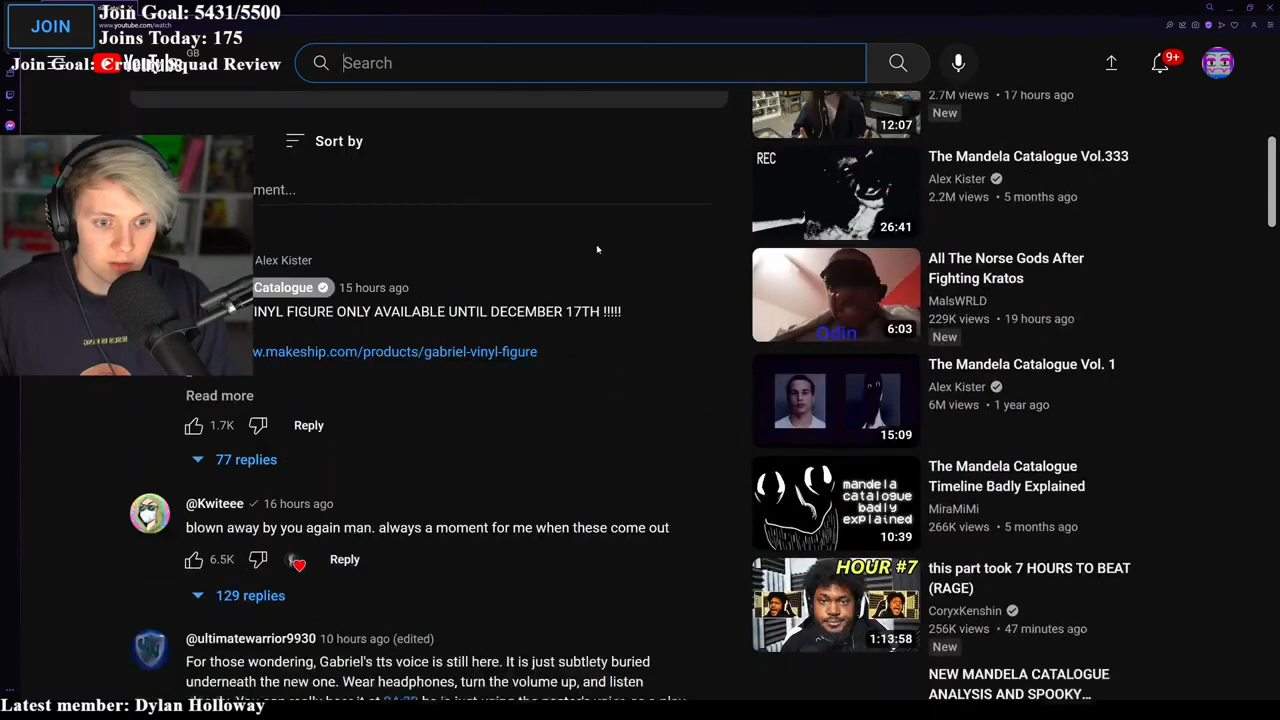 JOIN
Join Goal: 5431/5500
www.youtube.com/watch
Joins Today: 175
GB
Join Goal: Cruelty Squad Review
Search
9+
Sort by
ment...
Alex Kister
Catalogue
15 hours ago
INYL FIGURE ONLY AVAILABLE UNTIL DECEMBER 17TH !!!!!
w.makeship.com/products/gabriel-vinyl-figure
Read more
1.7K
Reply
77 replies
@Kwiteee
16 hours ago
blown away by you again man. always a moment for me when these come out
6.5K
Reply
129 replies
@ultimatewarrior9930 10 hours ago (edited)
For those wondering, Gabriel's tts voice is still here. It is just subtlety buried
underneath the new one. Wear headphones, turn the volume up, and listen
Latest member: Dylan Holloway
2.7M views • 17 hours ago
New
12:07
REC
26:41
The Mandela Catalogue Vol.333
Alex Kister
2.2M views • 5 months ago
Odin
6:03
All The Norse Gods After
Fighting Kratos
MalsWRLD
229K views • 19 hours ago
New
15:09
The Mandela Catalogue Vol. 1
Alex Kister
6M views • 1 year ago
mandela
catalogue
badly
explained
10:39
The Mandela Catalogue
Timeline Badly Explained
MiraMiMi
266K views • 5 months ago
HOUR #7
1:13:58
this part took 7 HOURS TO BEAT
(RAGE)
CoryxKenshin
256K views • 47 minutes ago
New
NEW MANDELA CATALOGUE
ANALYSIS AND SPOOKY...